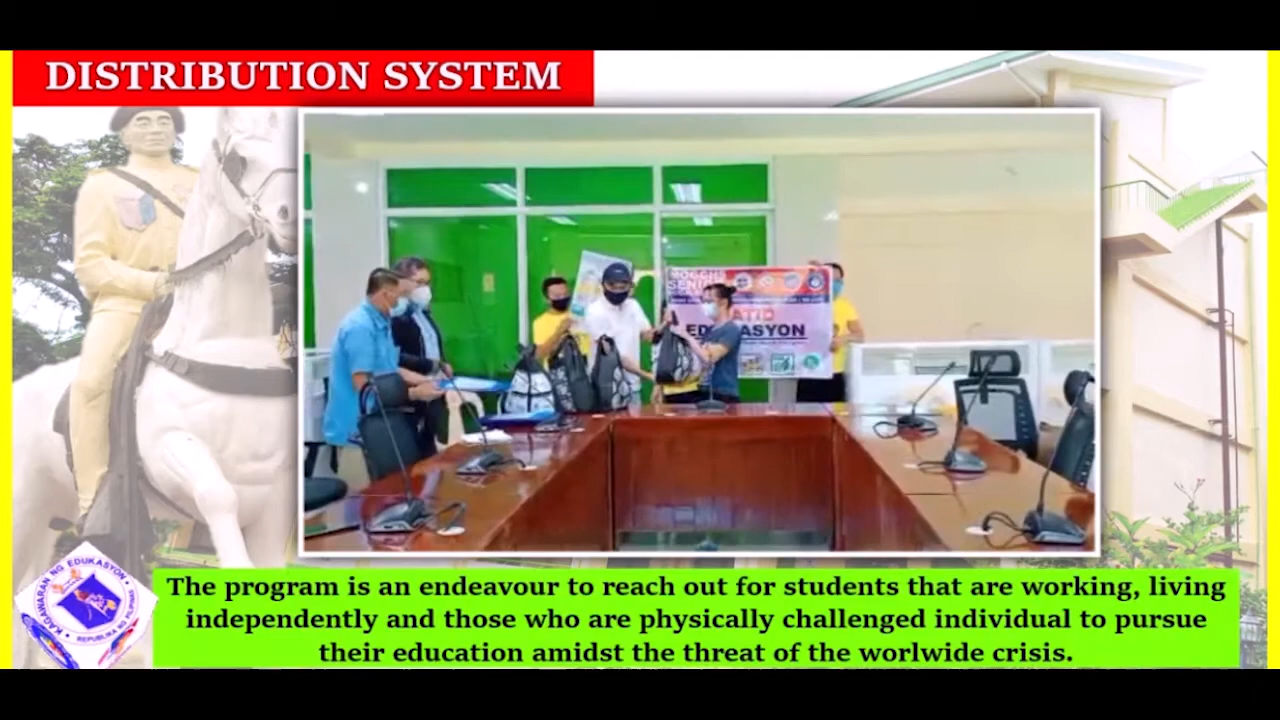 DISTRIBUTION SYSTEM
MOGCHS
SENIOR
EDUKASYON
KAGAWARAN NG EDUKASYON
REPUBLIKA NG PILIPINAS
The program is an endeavour to reach out for students that are working, living
independently and those who are physically challenged individual to pursue
their education amidst the threat of the worlwide crisis.